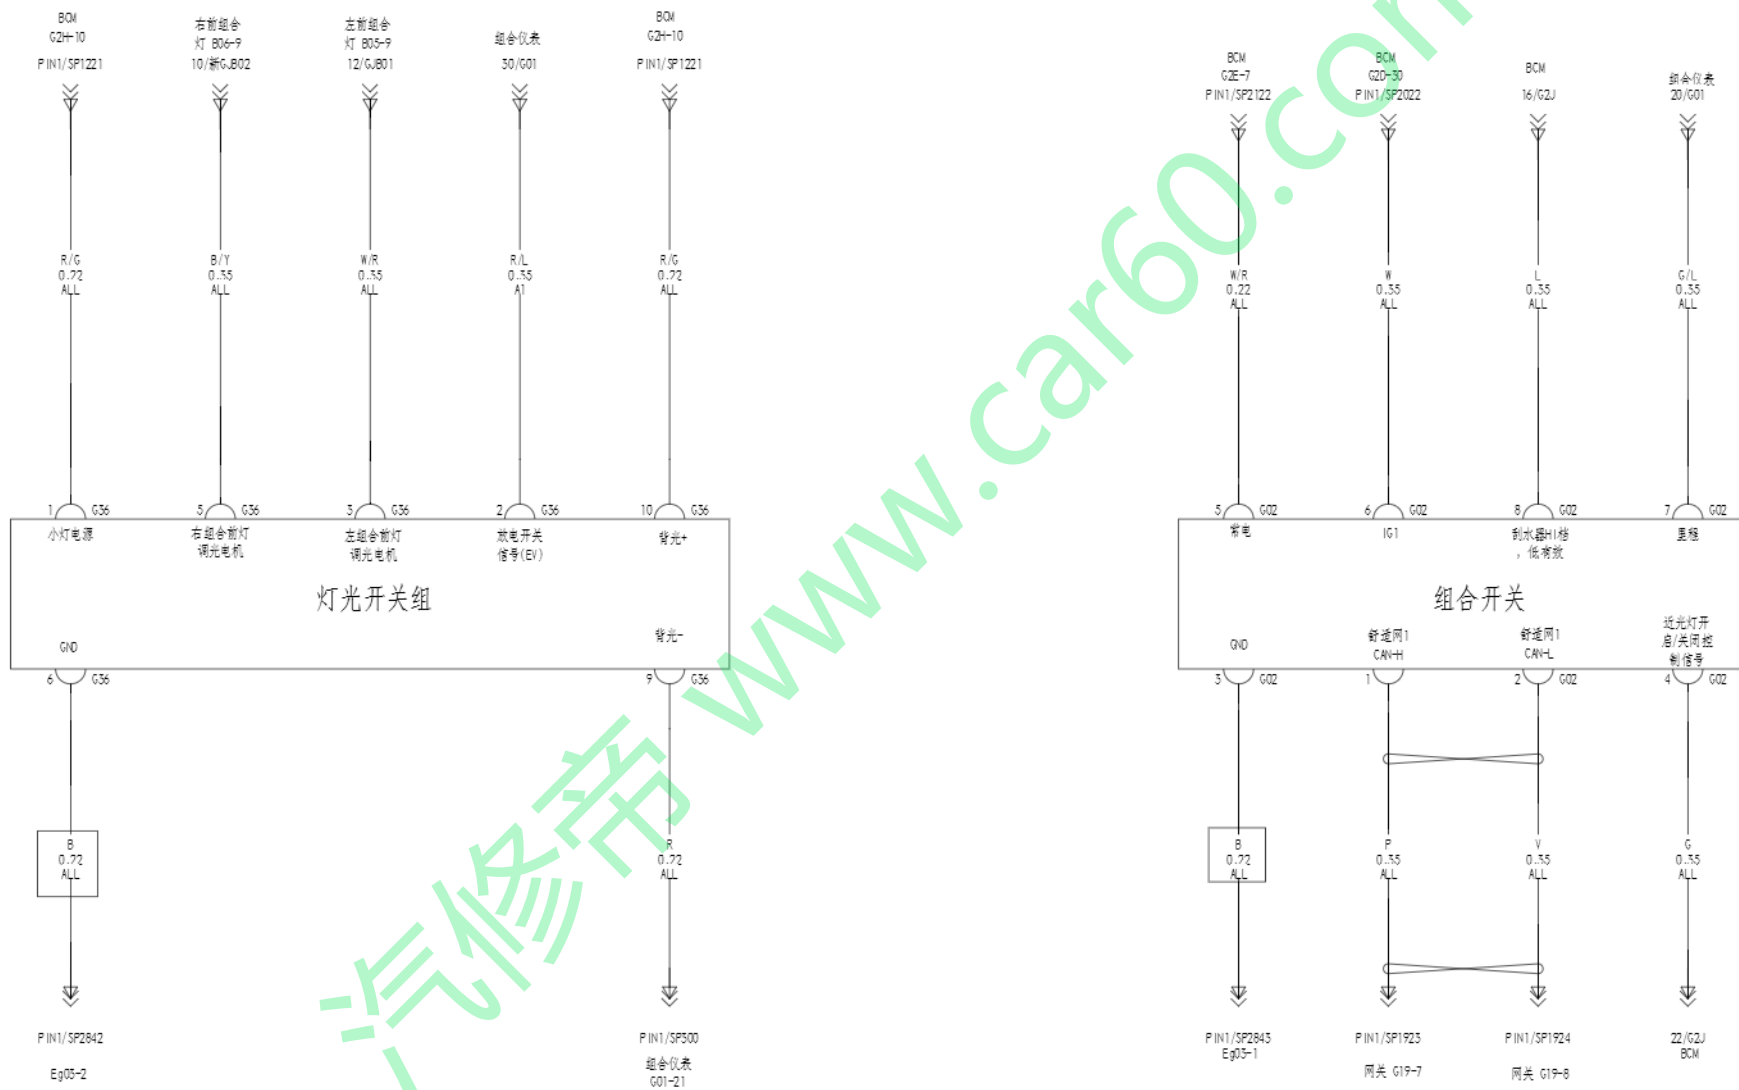 BCM
G2H-10
PIN1/SP1221
右前组合
灯 B06-9
10/新GJB02
左前组合
灯 B05-9
12/GJB01
组合仪表
30/G01
BCM
G2H-10
PIN1/SP1221
BCM
G2E-7
PIN1/SP2122
BCM
G2D-30
PIN1/SP2022
BCM
16/G2J
组合仪表
20/G01
R/G
0.22
ALL
B/Y
0.35
ALL
W/R
0.35
ALL
R/L
0.35
A1
R/G
0.22
ALL
W/R
0.22
ALL
W
0.35
ALL
L
0.35
ALL
G/L
0.35
ALL
1 G36
5 G36
3 G36
2 G36
10 G36
5 G02
6 G02
8 G02
7 G02
小灯电源
右组合前灯
调光电机
左组合前灯
调光电机
放电开关
信号(EV)
背光+
常电
IG1
刮水器HI档
，低有效
里程
灯光开关组
组合开关
GND
背光-
GND
舒适网1
CAN-H
舒适网1
CAN-L
近光灯开
启/关闭控
制信号
6 G36
9 G36
3 G02
1
2 G02
4 G02
B
0.22
ALL
R
0.22
ALL
B
0.22
ALL
P
0.35
ALL
V
0.35
ALL
G
0.35
ALL
PIN1/SP2842
Eg03-2
PIN1/SP300
组合仪表
G01-21
PIN1/SP2843
Eg03-1
PIN1/SP1923
网关 G19-7
PIN1/SP1924
网关 G19-8
22/G2J
BCM
汽修帝 www.car60.com